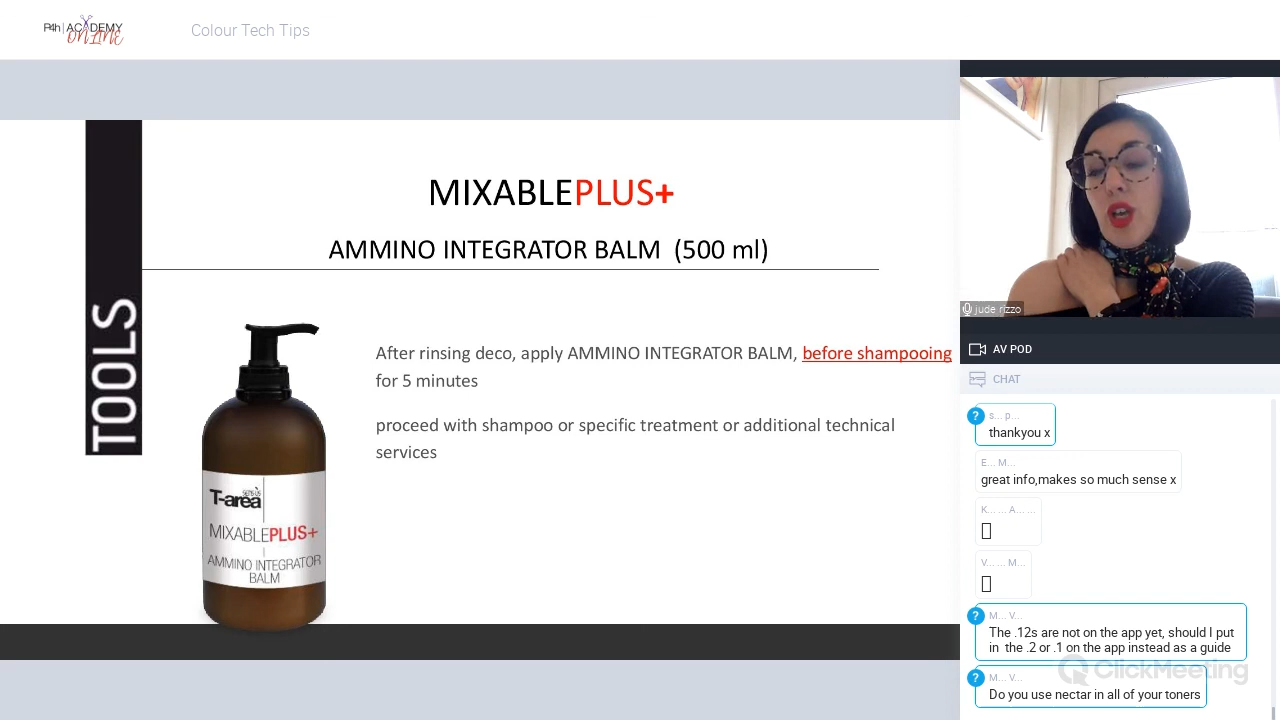 P4h ACADEMY
ONLINE
Colour Tech Tips
TOOLS
MIXABLEPLUS+
AMMINO INTEGRATOR BALM (500 ml)
After rinsing deco, apply AMMINO INTEGRATOR BALM, before shampooing
for 5 minutes
proceed with shampoo or specific treatment or additional technical
services
T-area
MIXABLEPLUS+
AMMINO INTEGRATOR
BALM
jude rizzo
AV POD
CHAT
? s... p...
thankyou x
E... M...
great info,makes so much sense x
K... ... A... ...
V... ... M...
? M... V...
The .12s are not on the app yet, should I put
in the .2 or .1 on the app instead as a guide
ClickMeeting
? M... V...
Do you use nectar in all of your toners